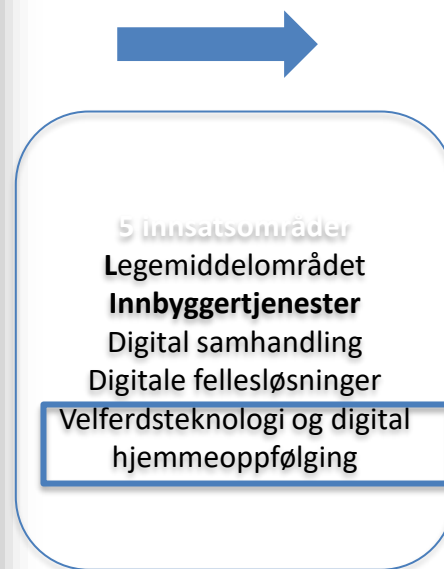 5 innsatsområder
Legemiddelområdet
Innbyggertjenester
Digital samhandling
Digitale fellesløsninger
Velferdsteknologi og digital
hjemmeoppfølging